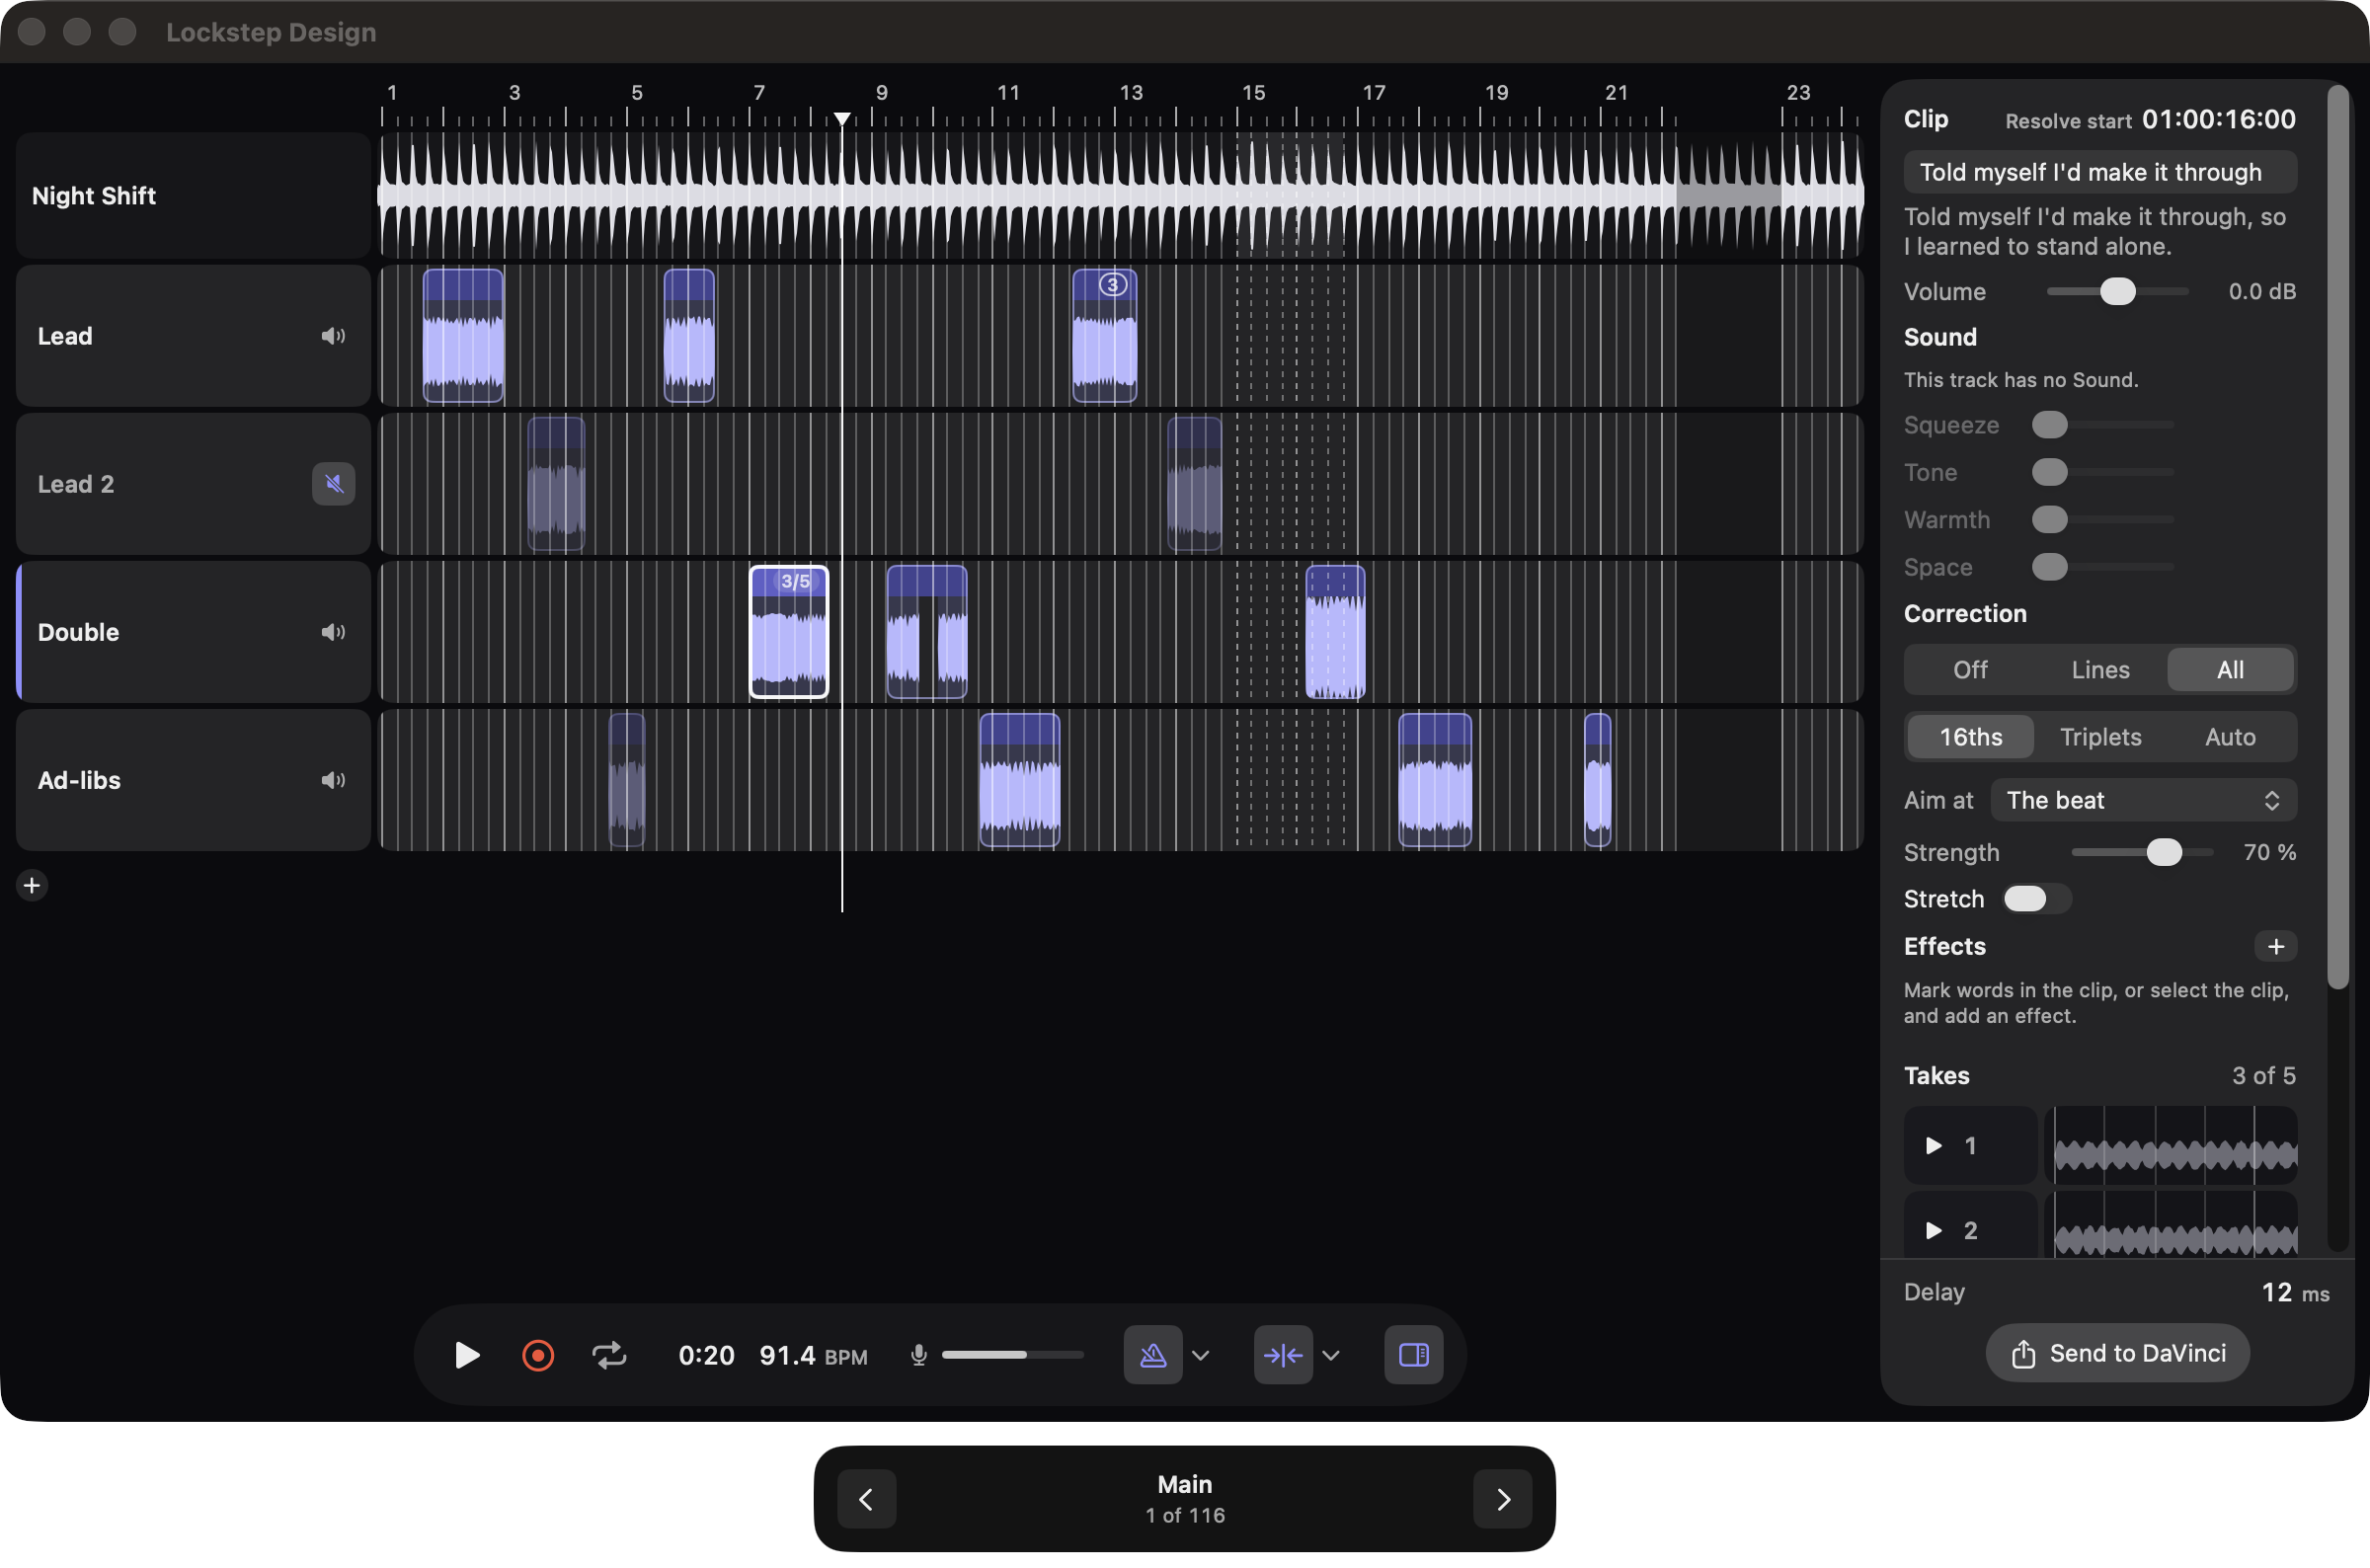 Lockstep Design
1 3 5 7 9 11 13 15 17 19 21 23
Night Shift
Lead
3
Lead 2
Double
3/5
Ad-libs
0:20 91.4 BPM
Clip Resolve start 01:00:16:00
Told myself I'd make it through
Told myself I'd make it through, so
I learned to stand alone.
Volume 0.0 dB
Sound
This track has no Sound.
Squeeze
Tone
Warmth
Space
Correction
Off Lines All
16ths Triplets Auto
Aim at The beat
Strength 70 %
Stretch
Effects
Mark words in the clip, or select the clip,
and add an effect.
Takes 3 of 5
1
2
Delay 12 ms
Send to DaVinci
Main
1 of 116